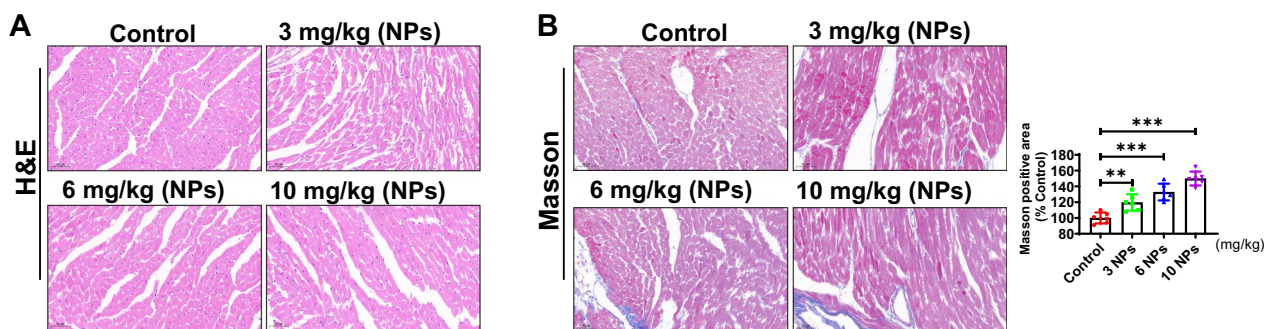 A
H&E
Control
3 mg/kg (NPs)
6 mg/kg (NPs)
10 mg/kg (NPs)
B
Masson
Control
3 mg/kg (NPs)
6 mg/kg (NPs)
10 mg/kg (NPs)
Masson positive area
(% Control)
180
160
140
120
100
80
***
***
**
Control
3 NPs
6 NPs
10 NPs
(mg/kg)